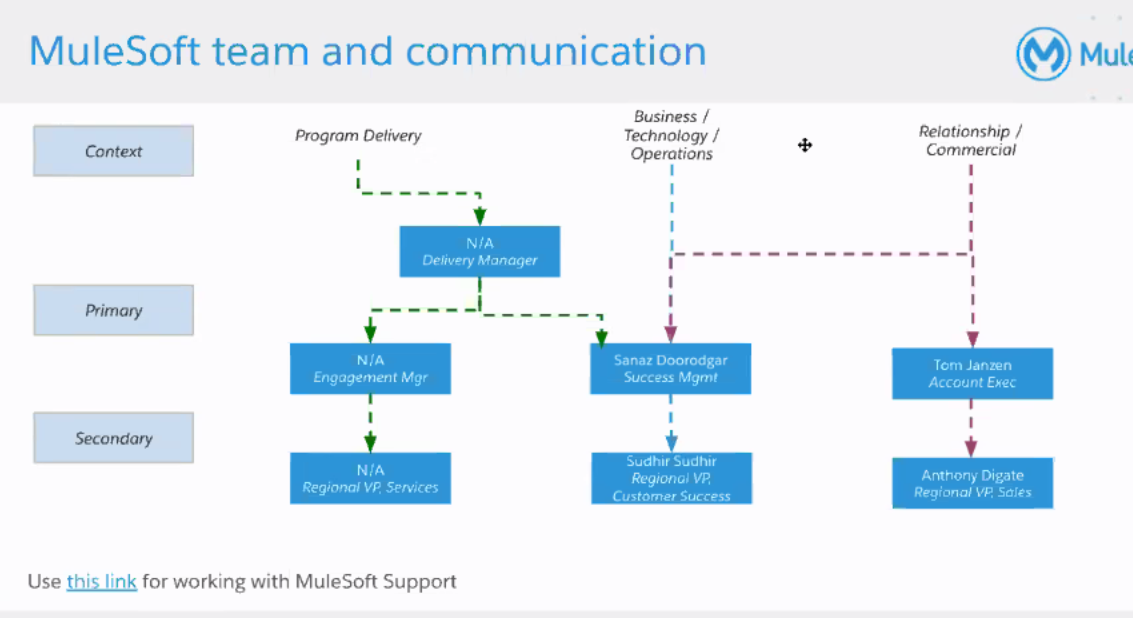 MuleSoft team and communication
Context
Program Delivery
Business /
Technology /
Operations
Relationship /
Commercial
N/A
Delivery Manager
Primary
N/A
Engagement Mgr
Sanaz Doorodgar
Success Mgmt
Tom Janzen
Account Exec
Secondary
N/A
Regional VP, Services
Sudhir Sudhir
Regional VP,
Customer Success
Anthony Digate
Regional VP, Sales
Use this link for working with MuleSoft Support